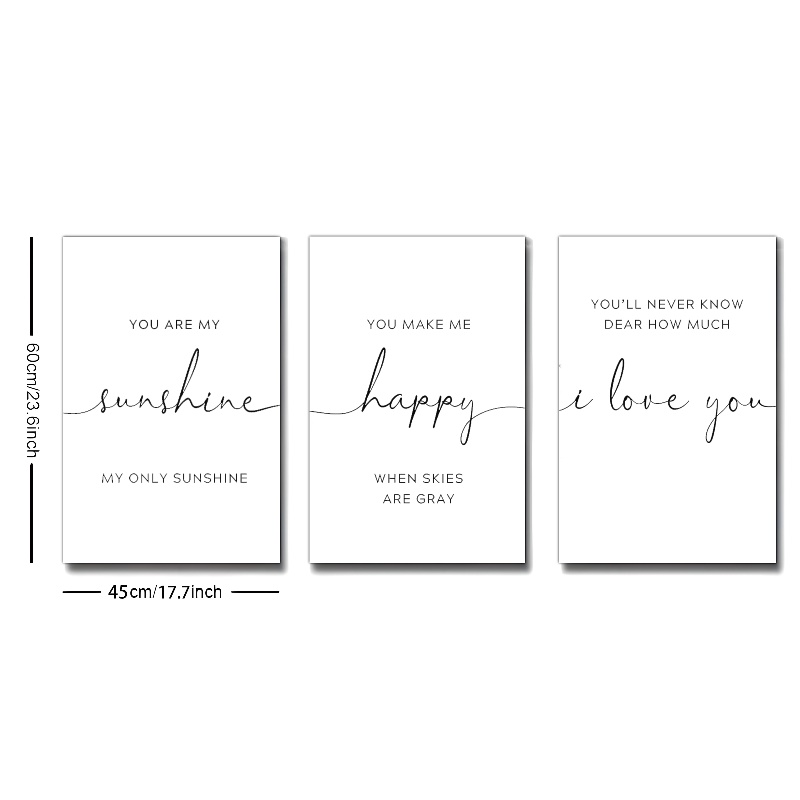 60cm/23.6inch
YOU ARE MY
sunshine
MY ONLY SUNSHINE
45cm/17.7inch
YOU MAKE ME
happy
WHEN SKIES
ARE GRAY
YOU'LL NEVER KNOW
DEAR HOW MUCH
i love you